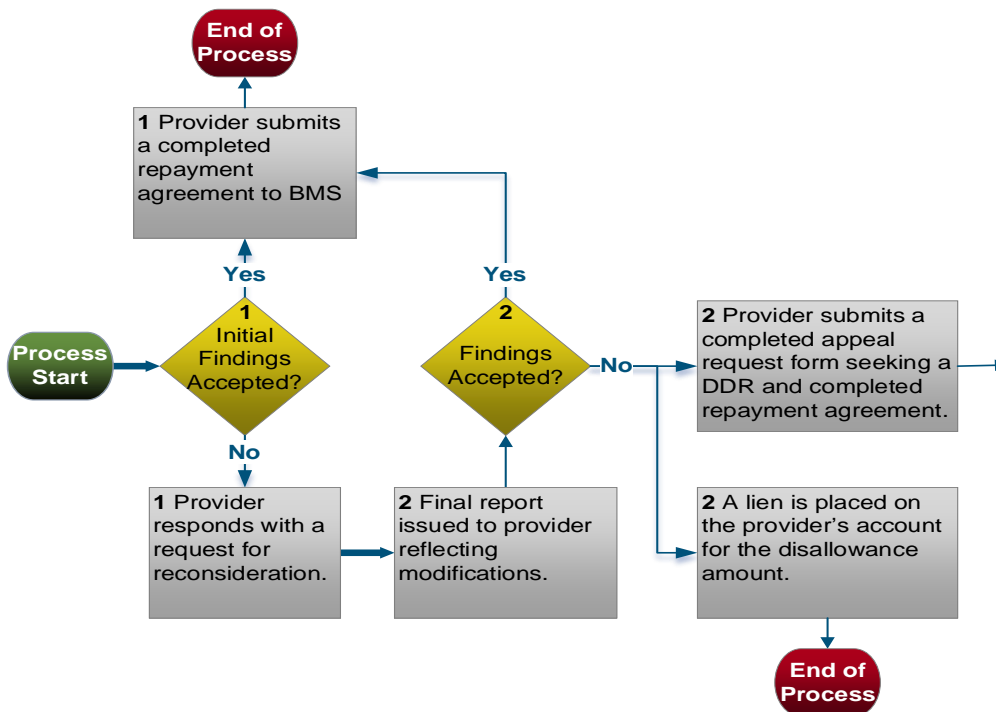 End of
Process
1 Provider submits
a completed
repayment
agreement to BMS
Yes
Yes
Process
Start
1
Initial
Findings
Accepted?
2
Findings
Accepted?
No
2 Provider submits a
completed appeal
request form seeking a
DDR and completed
repayment agreement.
No
1 Provider
responds with a
request for
reconsideration.
2 Final report
issued to provider
reflecting
modifications.
2 A lien is placed on
the provider's account
for the disallowance
amount.
End of
Process